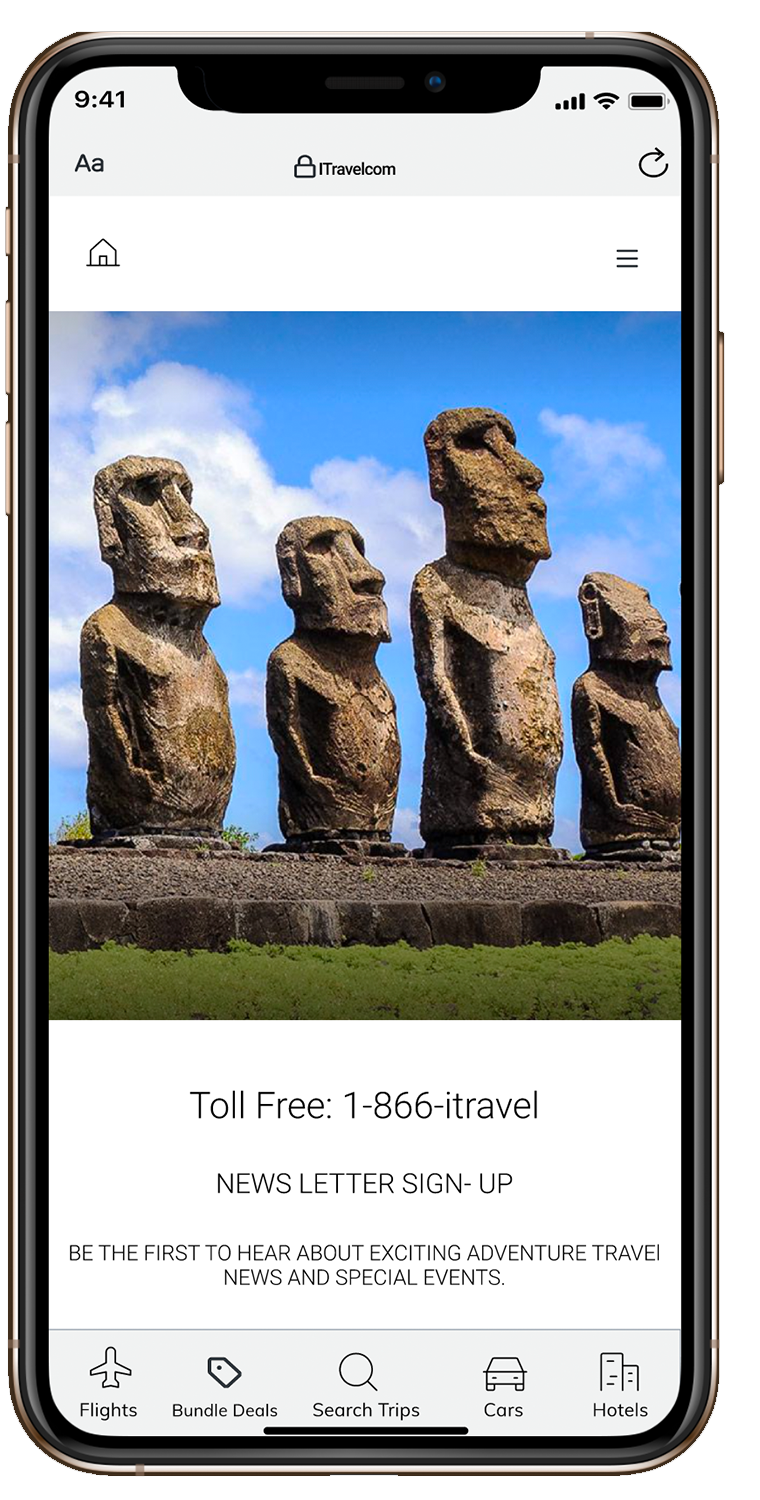 9:41
Aa
ITravelcom
Toll Free: 1-866-itravel
NEWS LETTER SIGN- UP
BE THE FIRST TO HEAR ABOUT EXCITING ADVENTURE TRAVEl
NEWS AND SPECIAL EVENTS.
Flights
Bundle Deals
Search Trips
Cars
Hotels